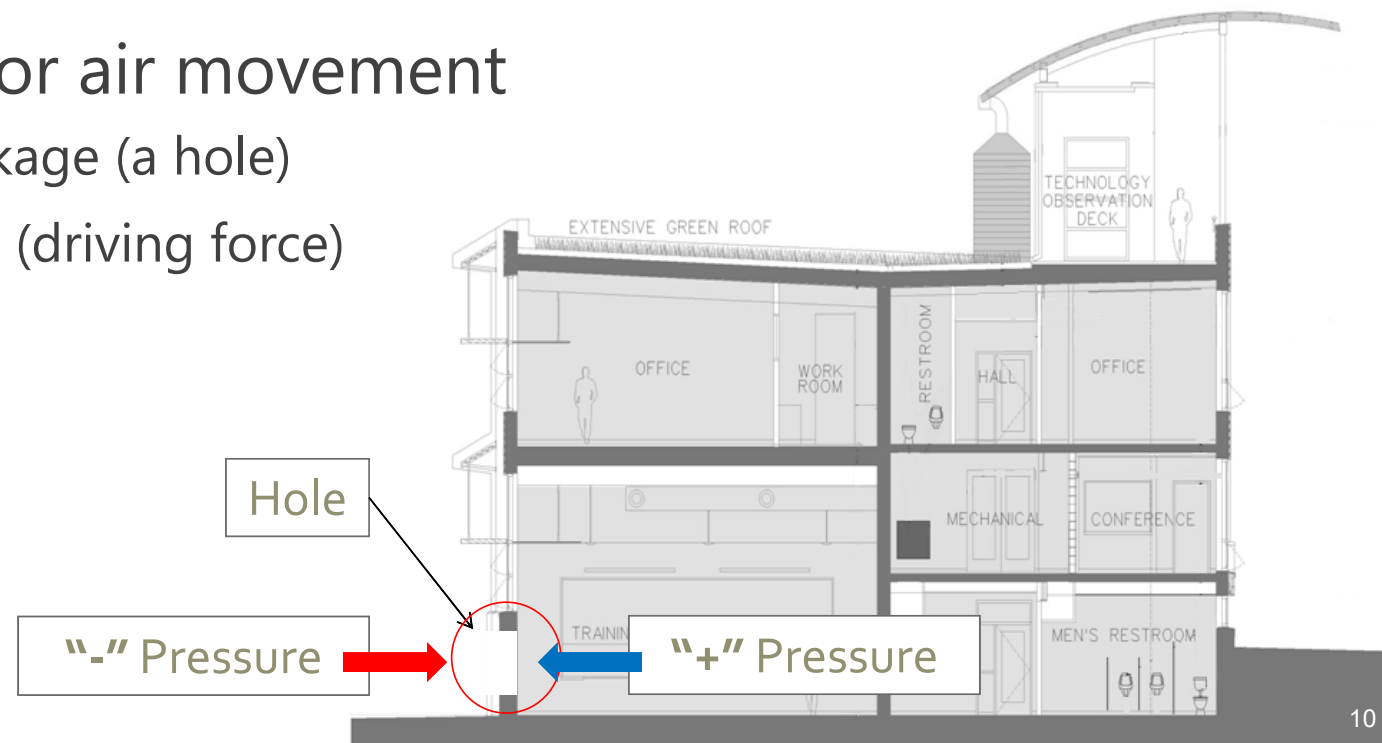 or air movement
kage (a hole)
(driving force)
TECHNOLOGY
OBSERVATION
DECK
EXTENSIVE GREEN ROOF
OFFICE
WORK
ROOM
RESTROOM
HALL
OFFICE
Hole
MECHANICAL
CONFERENCE
"-" Pressure
TRAININ
"+" Pressure
MEN'S RESTROOM
10